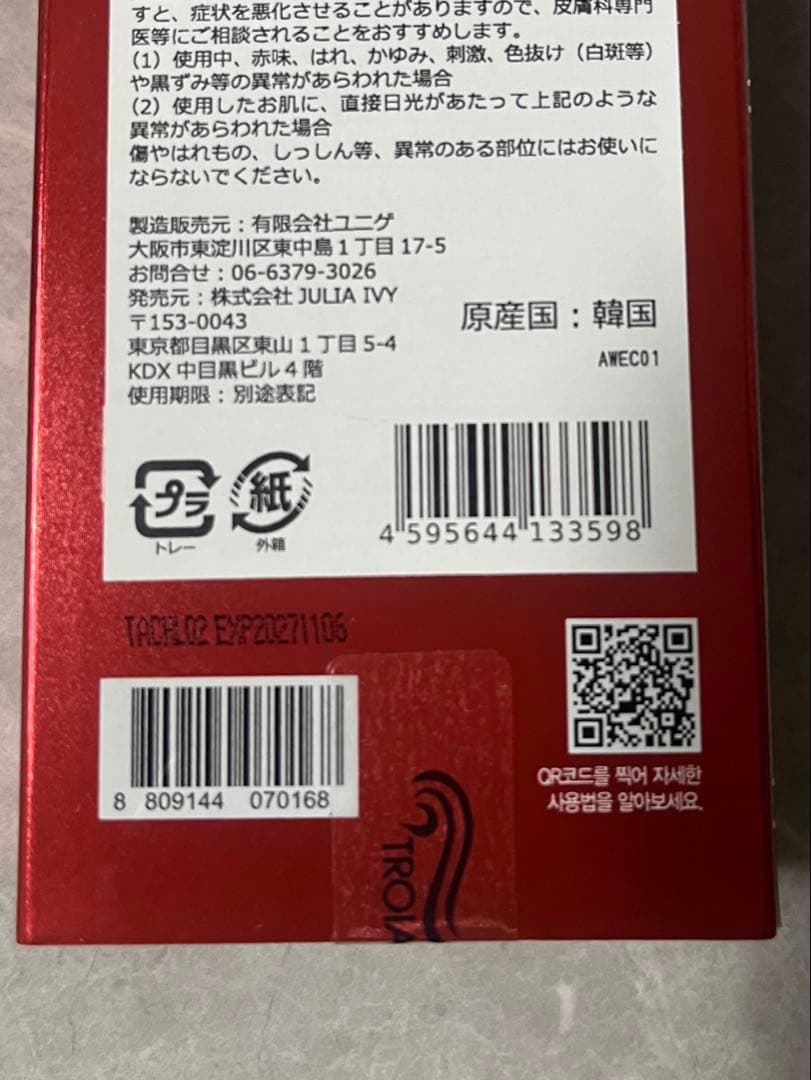 すと、症状を悪化させることがありますので、皮膚科専門
医等にご相談されることをおすすめします。
(1) 使用中、赤味、はれ、かゆみ、刺激、色抜け（白斑等）
や黒ずみ等の異常があらわれた場合
(2) 使用したお肌に、直接日光があたって上記のような
異常があらわれた場合
傷やはれもの、しっしん等、異常のある部位にはお使いに
ならないでください。
製造販売元：有限会社ユニゲ
大阪市東淀川区東中島1丁目17-5
お問合せ：06-6379-3026
発売元：株式会社 JULIA IVY
〒153-0043
東京都目黒区東山1丁目5-4
KDX 中目黒ビル4階
使用期限：別途表記
原産国：韓国
AWEC01
プラ
トレー
紙
外箱
4 595644 133598
TACHL02 EXP20271106
8 809144 070168
QR코드를 찍어 자세한
사용법을 알아보세요.
TROIA